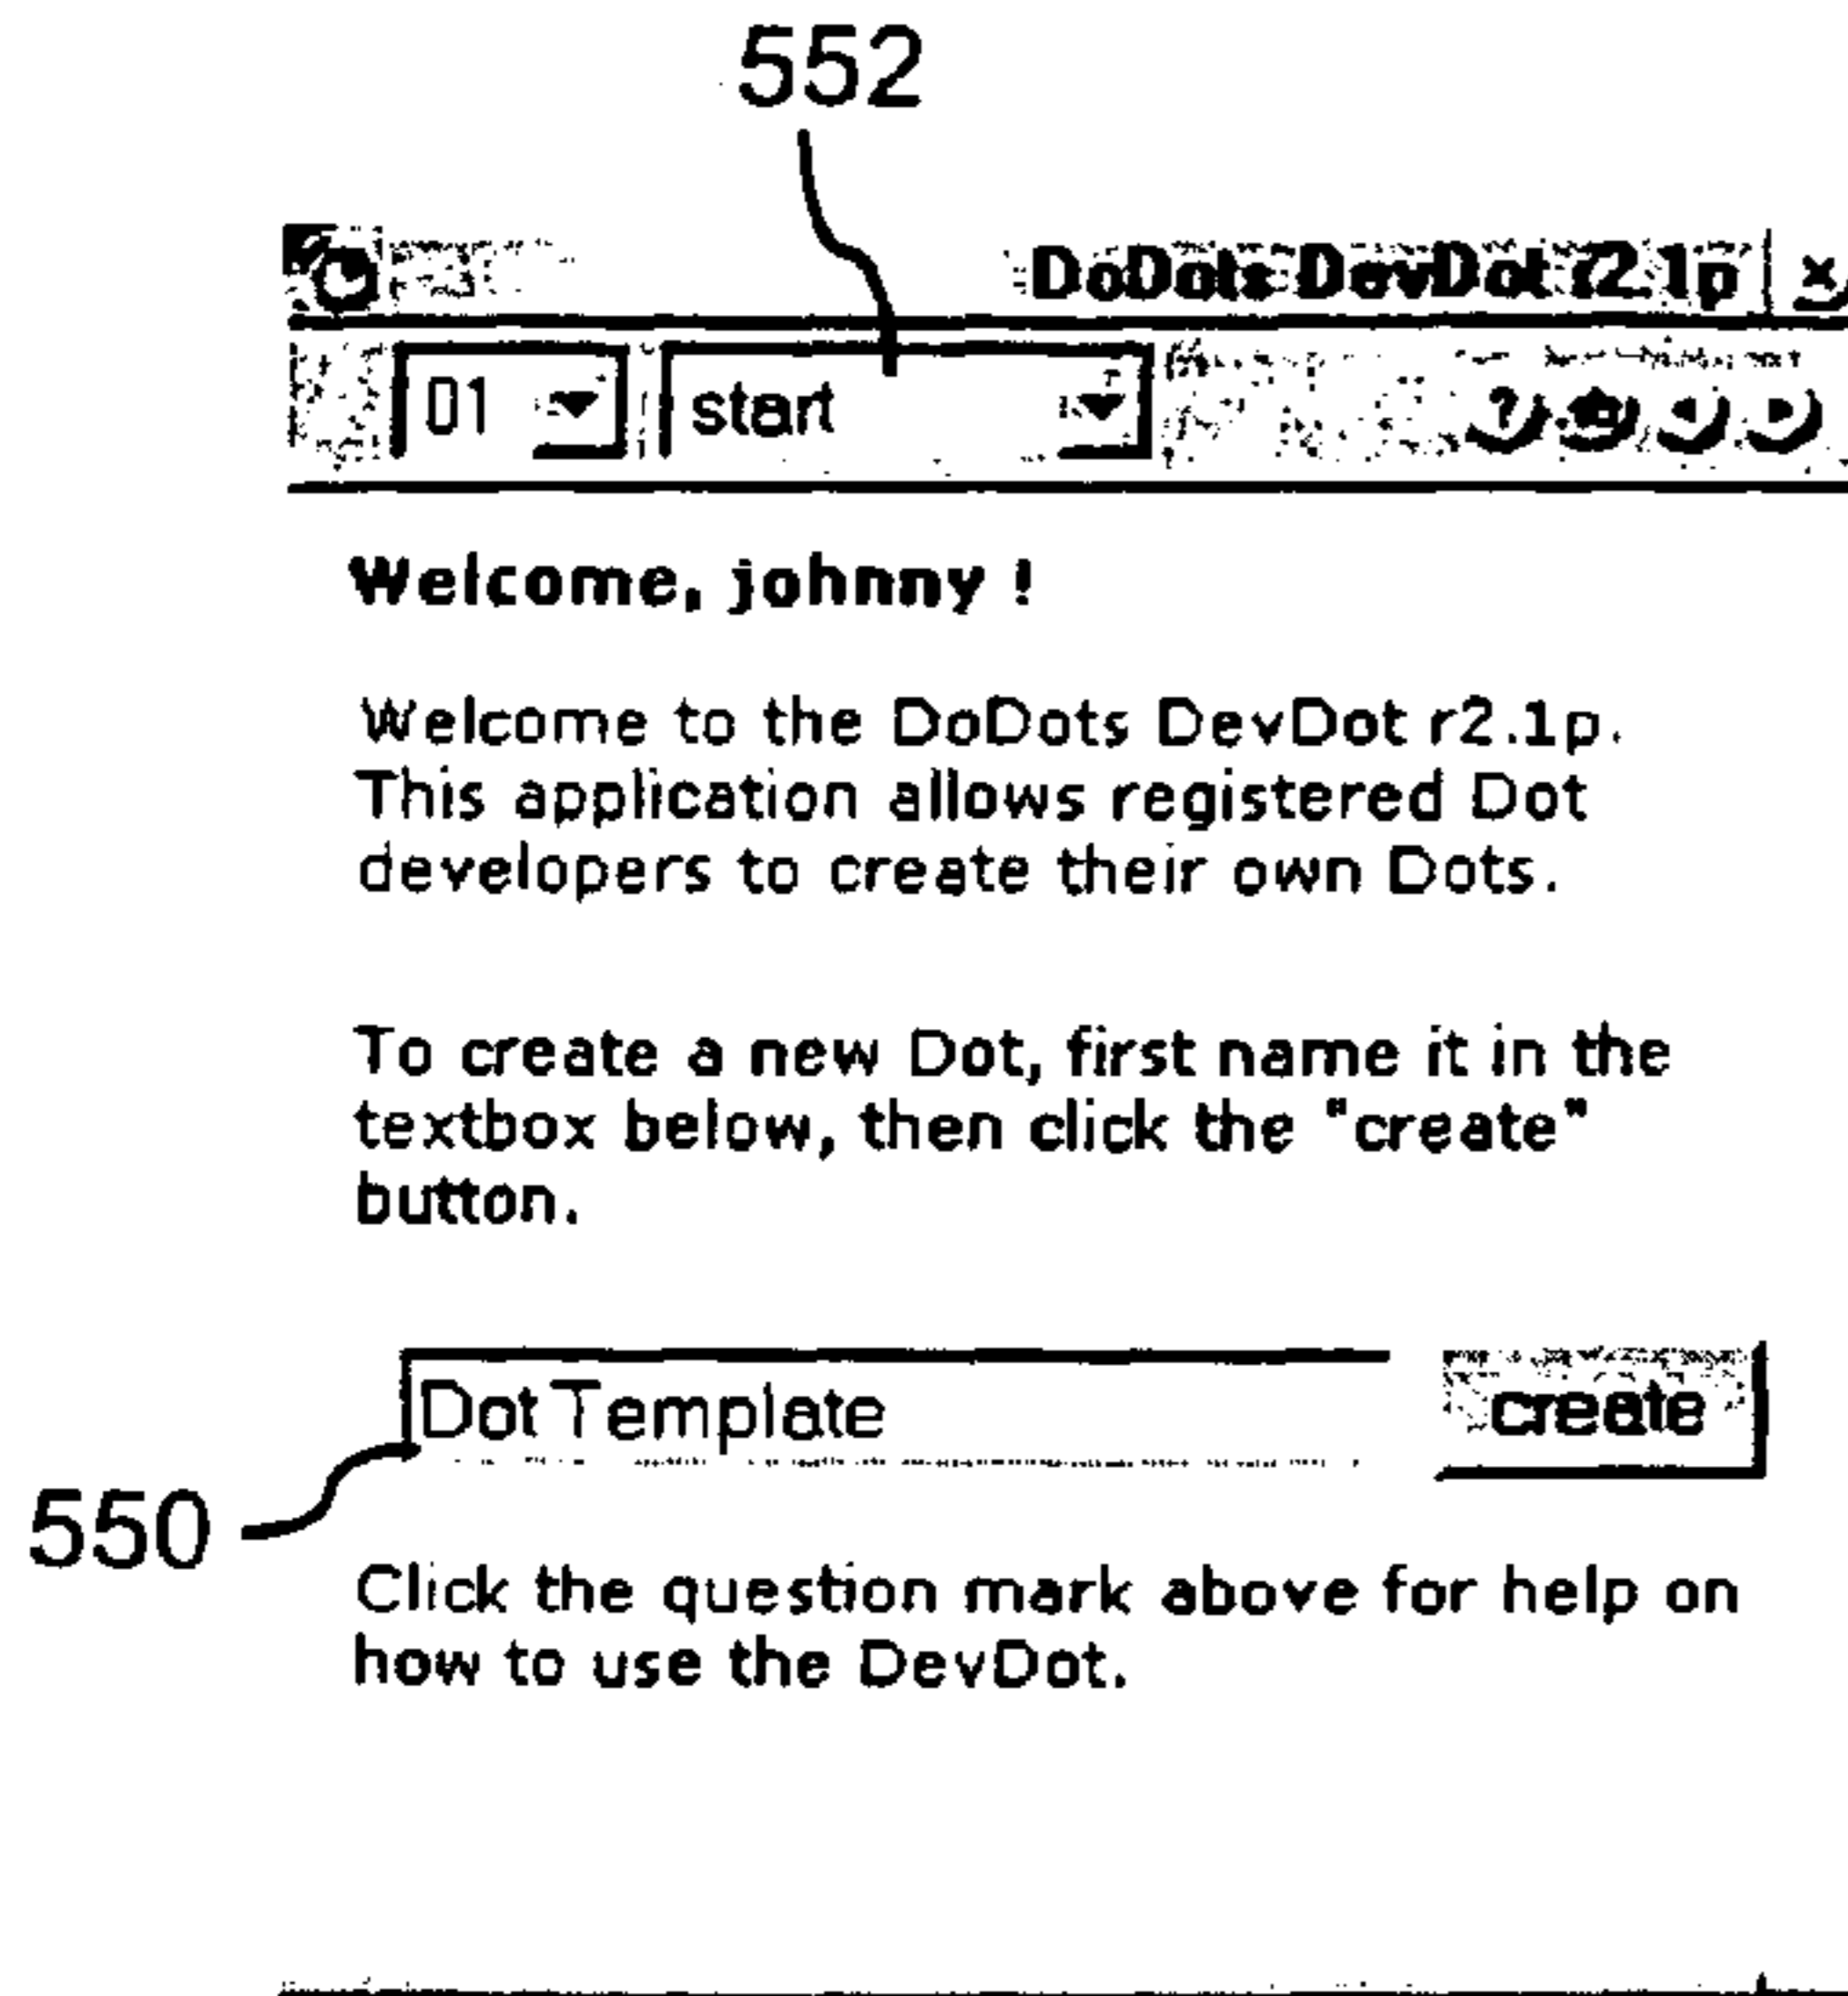 552
DoDots DevDot r2.1p
01 start
Welcome, johnny !
Welcome to the DoDots DevDot r2.1p.
This application allows registered Dot
developers to create their own Dots.
To create a new Dot, first name it in the
textbox below, then click the "create"
button.
Dot Template create
550
Click the question mark above for help on
how to use the DevDot.